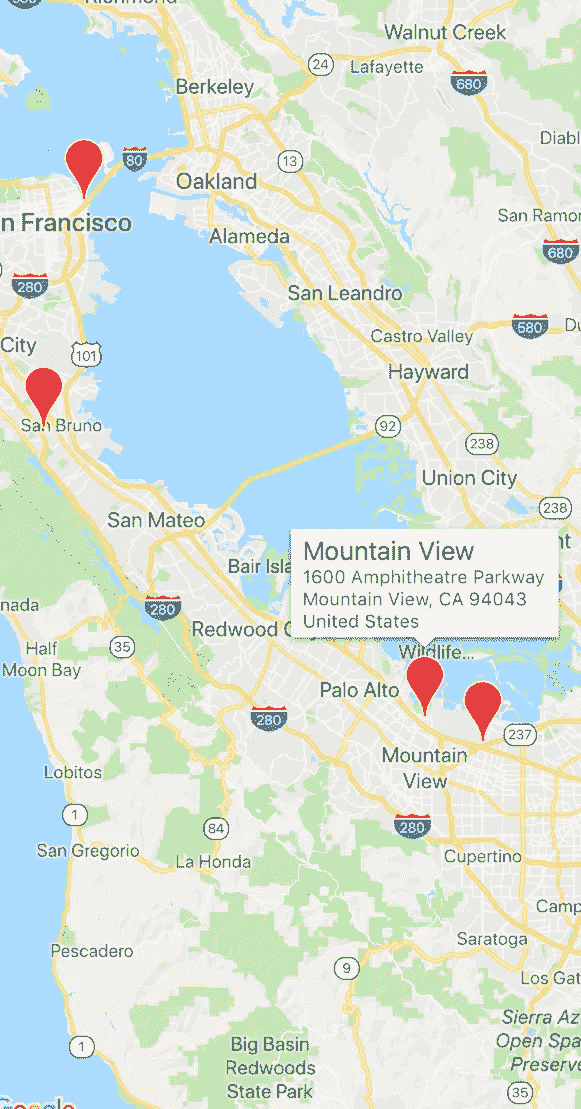 Richmond
Walnut Creek
24
Lafayette
Berkeley
680
Diabl
80
13
Oakland
n Francisco
San Ramon
Alameda
680
280
San Leandro
580
Du
City
101
Castro Valley
Hayward
San Bruno
92
238
Union City
238
San Mateo
nt
Mountain View
1600 Amphitheatre Parkway
Mountain View, CA 94043
United States
Bair Isla
nada
280
Redwood C
35
Half
Moon Bay
Wildlife...
Palo Alto
280
237
Mountain
View
Lobitos
1
84
280
San Gregorio
La Honda
Cupertino
Camp
Saratoga
Pescadero
9
Los Gat
Sierra Az
Open Spa
Preserve
1
Big Basin
Redwoods
State Park
35
Google